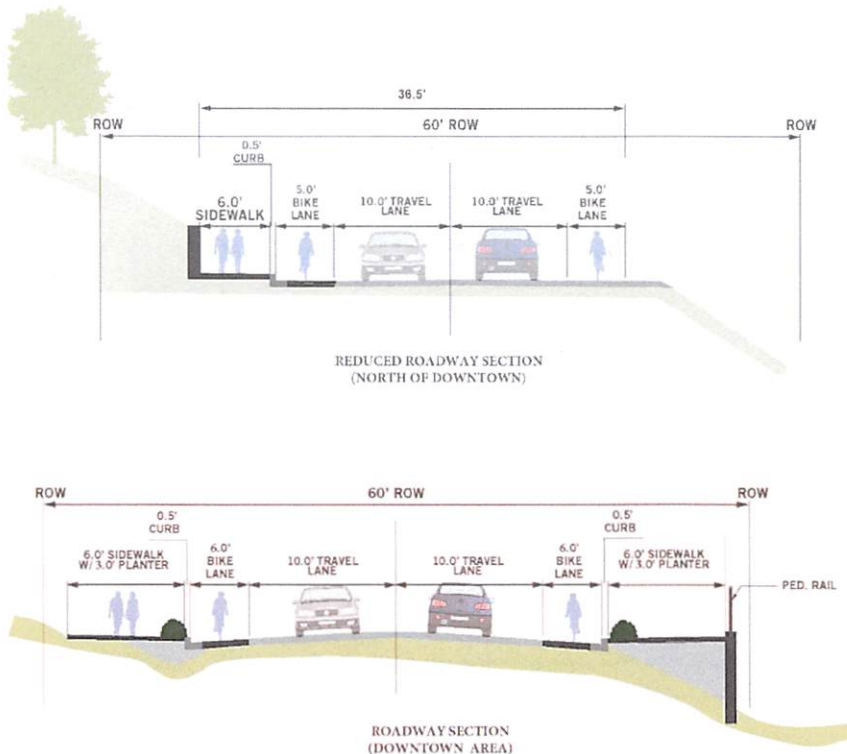 36.5'
ROW
60' ROW
ROW
0.5'
CURB
6.0'
SIDEWALK
5.0'
BIKE
LANE
10.0' TRAVEL
LANE
10.0' TRAVEL
LANE
5.0'
BIKE
LANE
REDUCED ROADWAY SECTION
(NORTH OF DOWNTOWN)
ROW
60' ROW
ROW
0.5'
CURB
0.5'
CURB
6.0' SIDEWALK
W/ 3.0' PLANTER
6.0'
BIKE
LANE
10.0' TRAVEL
LANE
10.0' TRAVEL
LANE
6.0'
BIKE
LANE
6.0' SIDEWALK
W/ 3.0' PLANTER
PED. RAIL
ROADWAY SECTION
(DOWNTOWN AREA)